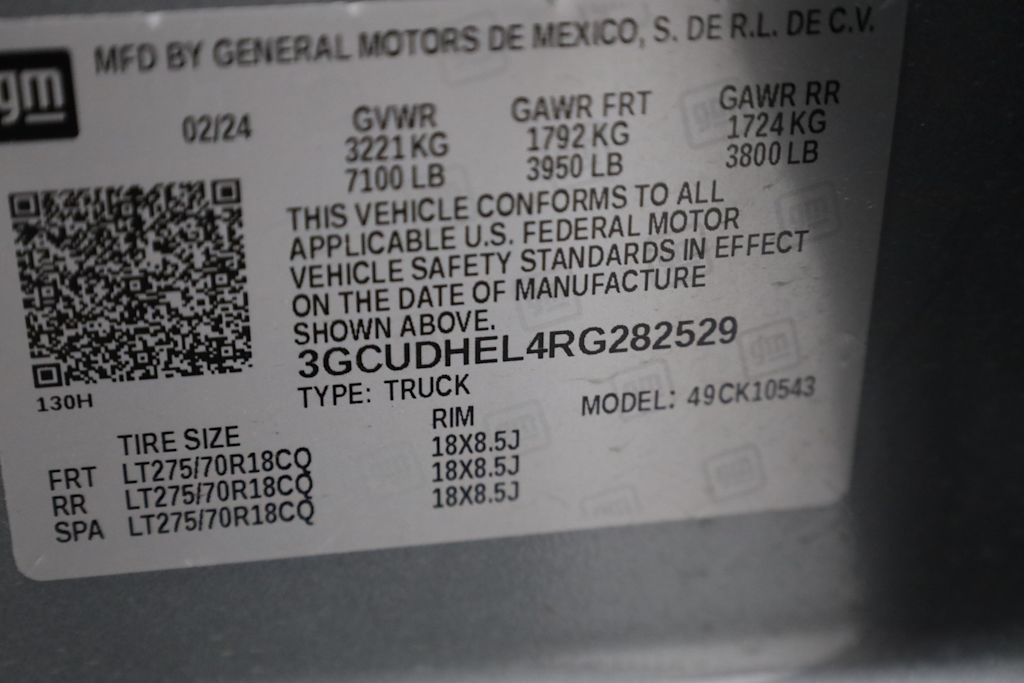 gm
MFD BY GENERAL MOTORS DE MEXICO, S. DE R.L. DE C.V.
02/24 GVWR GAWR FRT GAWR RR
3221 KG 1792 KG 1724 KG
7100 LB 3950 LB 3800 LB
THIS VEHICLE CONFORMS TO ALL
APPLICABLE U.S. FEDERAL MOTOR
VEHICLE SAFETY STANDARDS IN EFFECT
ON THE DATE OF MANUFACTURE
SHOWN ABOVE.
3GCUDHEL4RG282529
130H
TYPE: TRUCK MODEL: 49CK10543
TIRE SIZE RIM
FRT LT275/70R18CQ 18X8.5J
RR LT275/70R18CQ 18X8.5J
SPA LT275/70R18CQ 18X8.5J